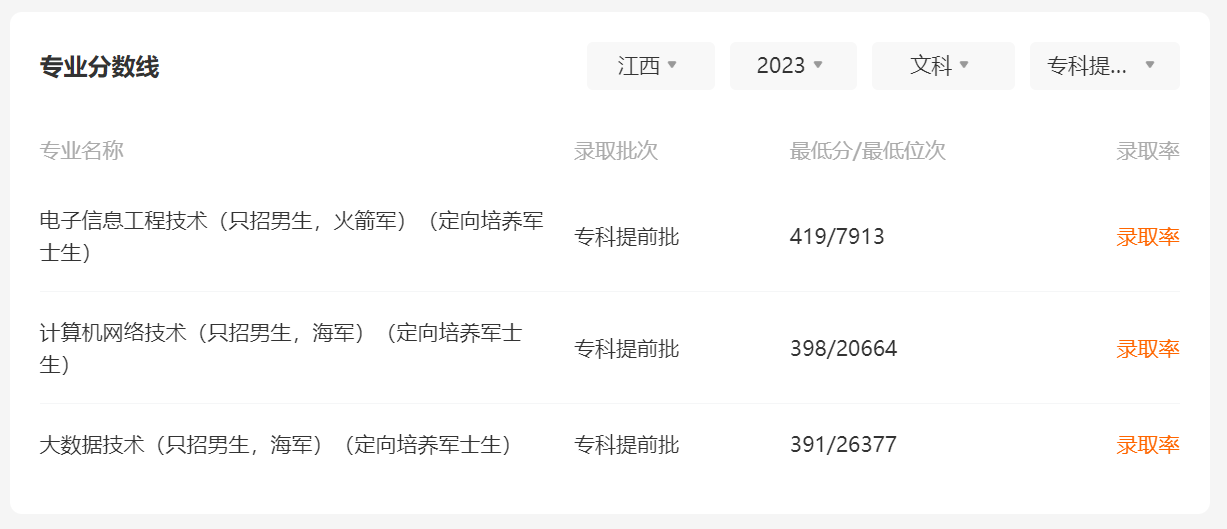 专业分数线
江西
2023
文科
专科提...
专业名称
录取批次
最低分/最低位次
录取率
电子信息工程技术（只招男生，火箭军）（定向培养军
士生）
专科提前批
419/7913
录取率
计算机网络技术（只招男生，海军）（定向培养军士
生）
专科提前批
398/20664
录取率
大数据技术（只招男生，海军）（定向培养军士生）
专科提前批
391/26377
录取率